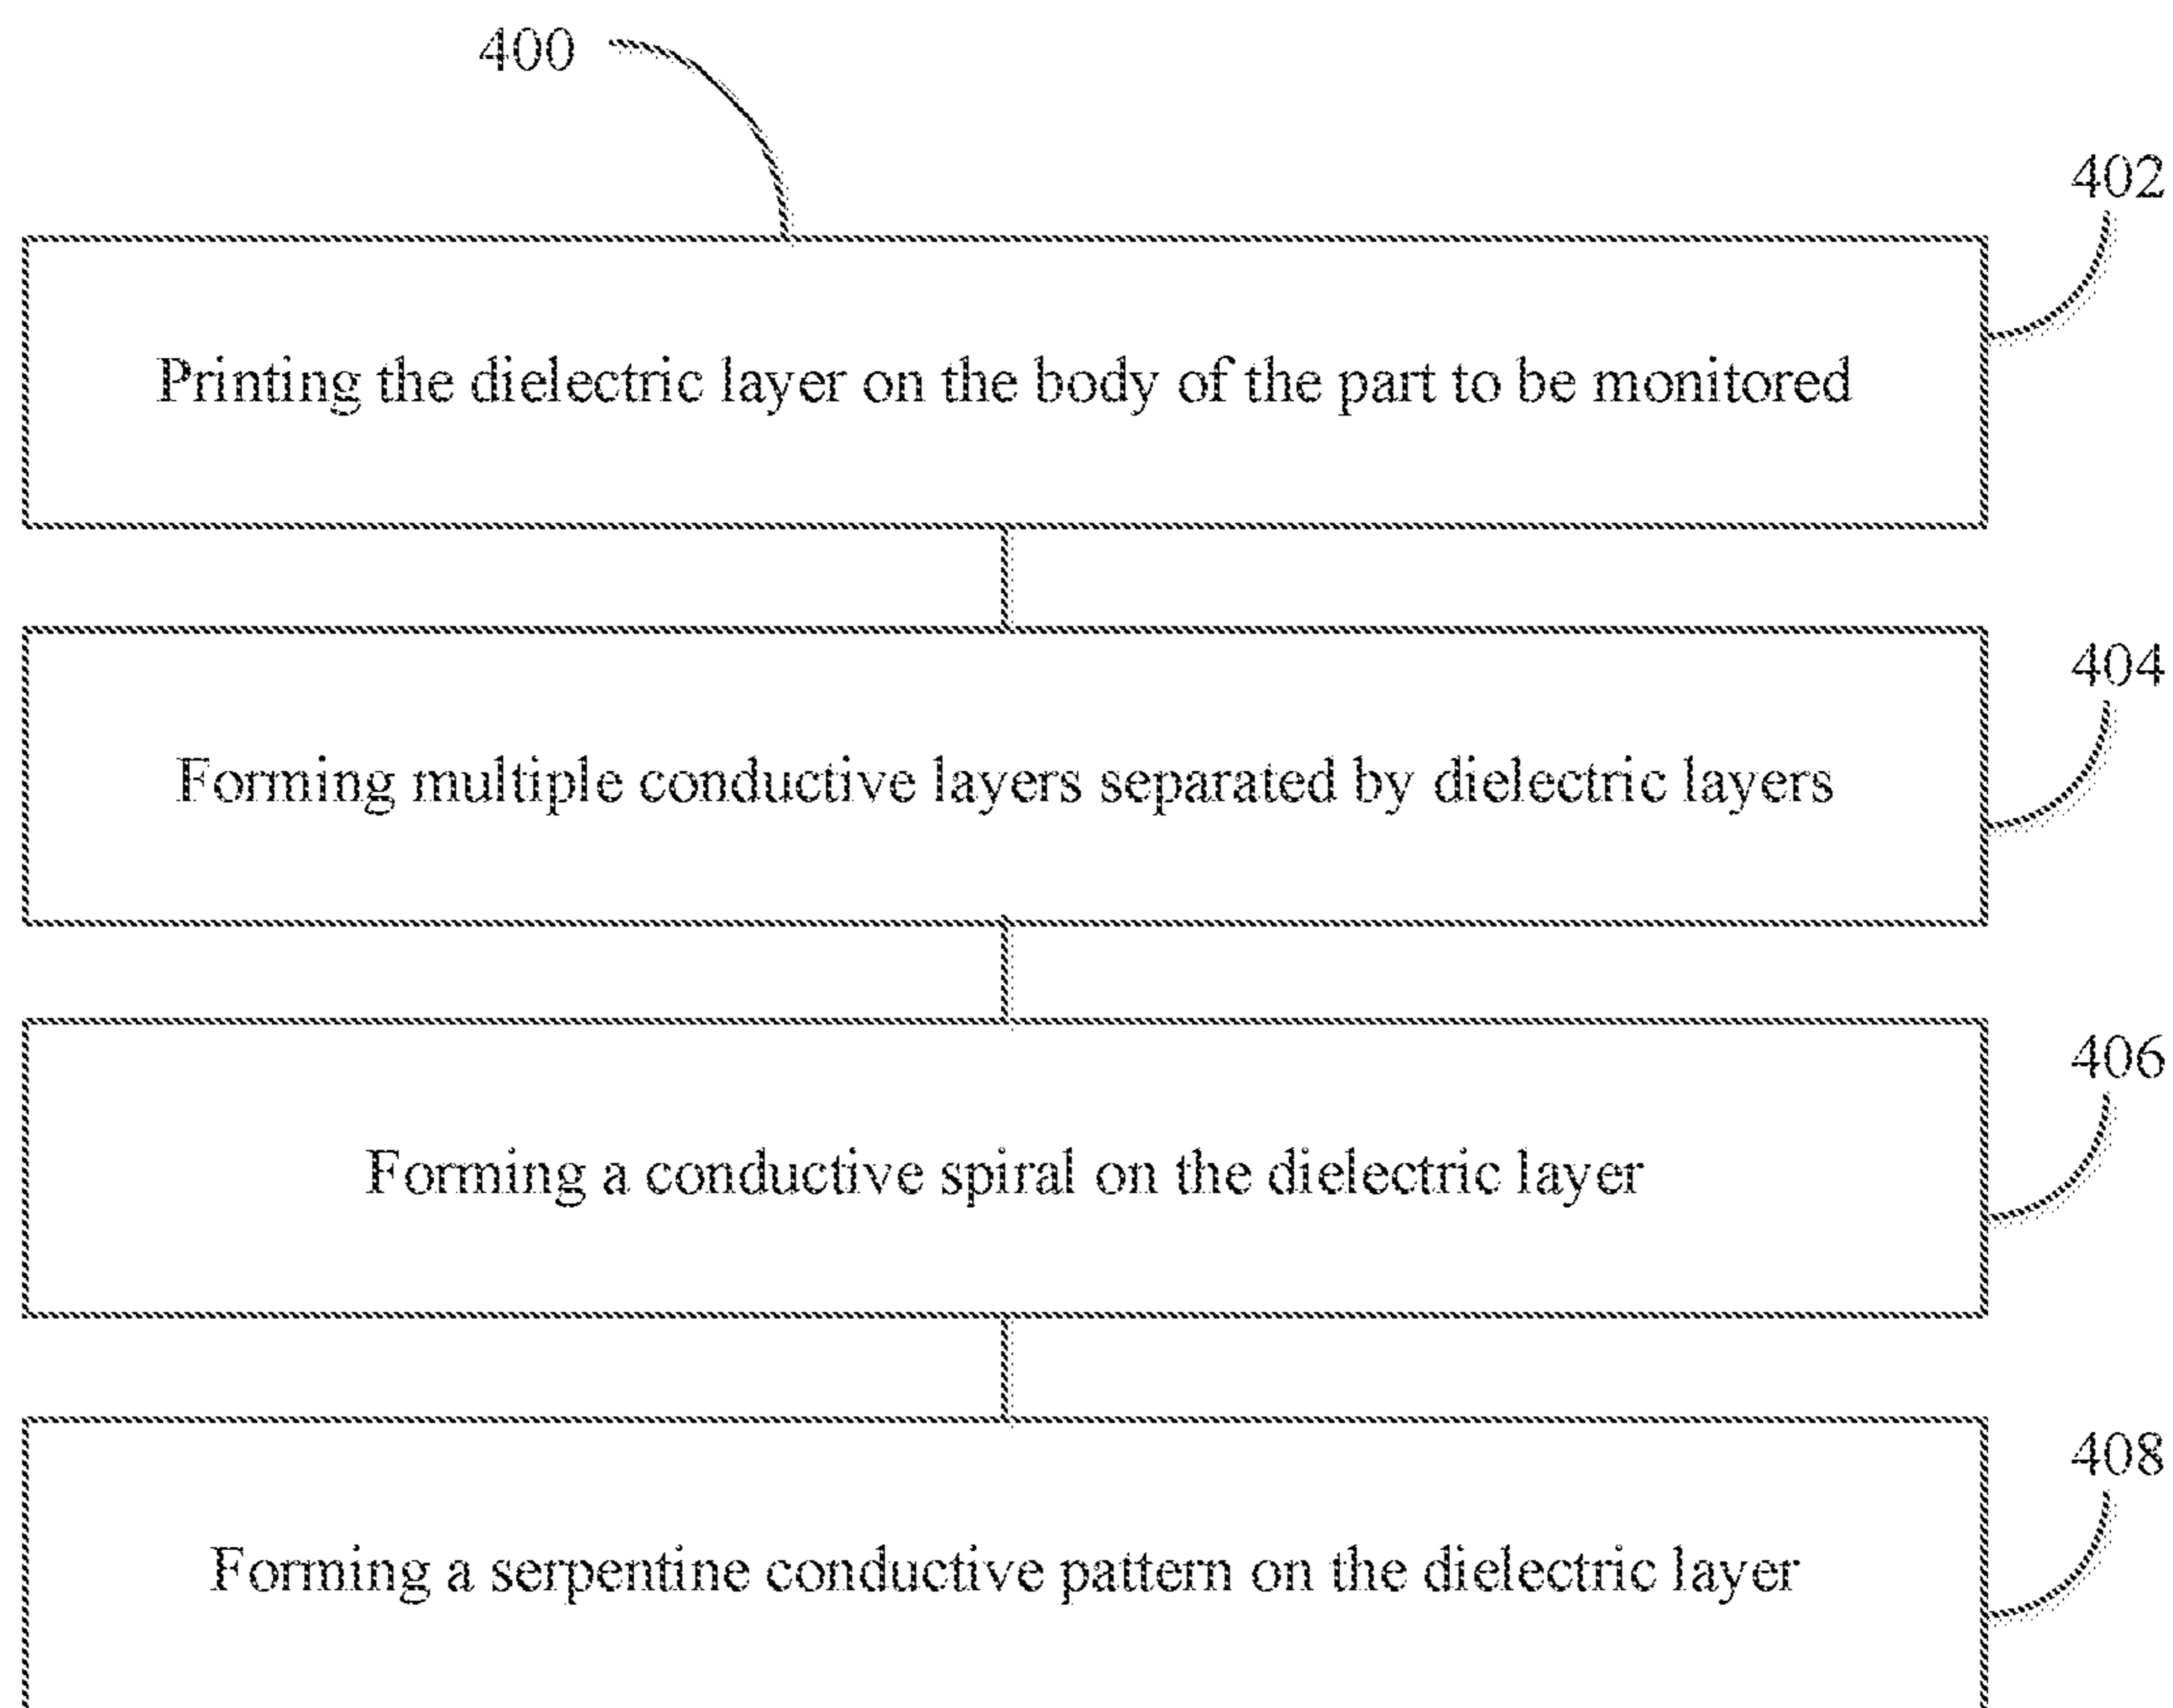 400
402
Printing the dielectric layer on the body of the part to be monitored
404
Forming multiple conductive layers separated by dielectric layers
406
Forming a conductive spiral on the dielectric layer
408
Forming a serpentine conductive pattern on the dielectric layer